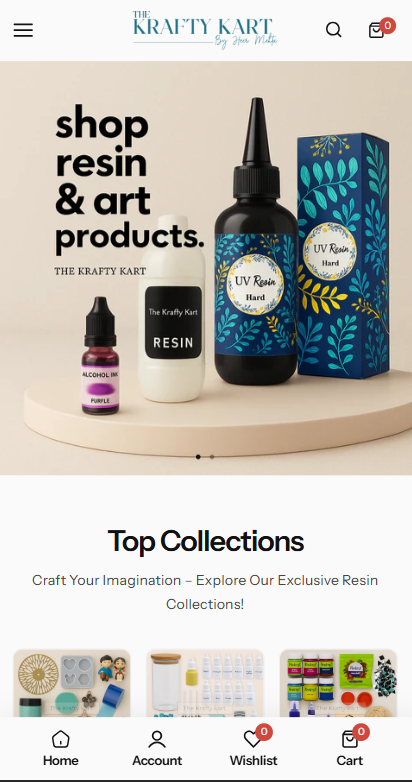 THE
KRAFTY KART
By Hevi Mehta
0
shop
resin
& art
products.
THE KRAFTY KART
UV Resin
Hard
UV Resin
Hard
The Krafty Kart
RESIN
ALCOHOL INK
PURPLE
Top Collections
Craft Your Imagination – Explore Our Exclusive Resin
Collections!
0
0
Home
Account
Wishlist
Cart